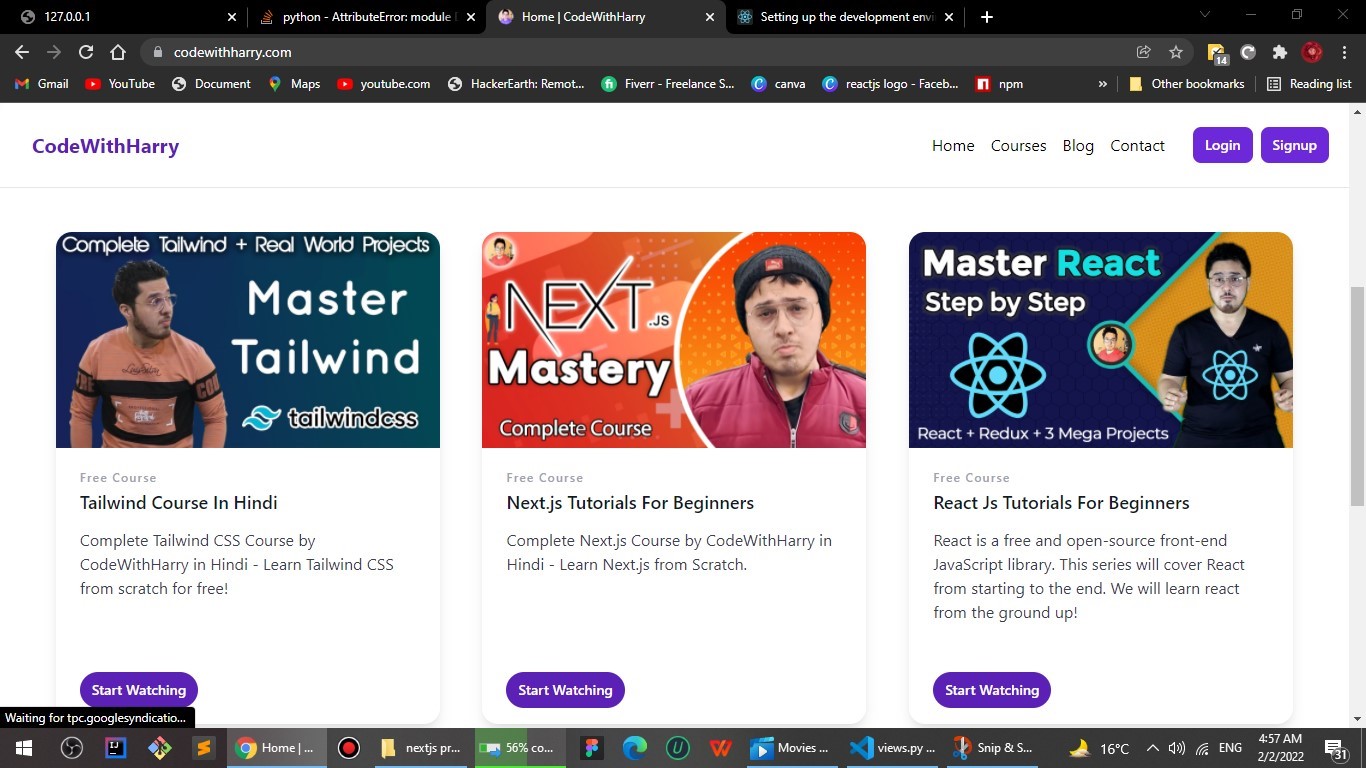 127.0.0.1
python - AttributeError: module
Home | CodeWithHarry
Setting up the development envi
codewithharry.com
14
Gmail
YouTube
Document
Maps
youtube.com
HackerEarth: Remot...
Fiverr - Freelance S...
canva
reactjs logo - Faceb...
npm
»
Other bookmarks
Reading list
CodeWithHarry
Home
Courses
Blog
Contact
Login
Signup
Complete Tailwind + Real World Projects
Master
Tailwind
tailwindcss
NEXT.JS
Mastery
Complete Course
Master React
Step by Step
React + Redux + 3 Mega Projects
Free Course
Tailwind Course In Hindi
Complete Tailwind CSS Course by
CodeWithHarry in Hindi - Learn Tailwind CSS
from scratch for free!
Start Watching
Free Course
Next.js Tutorials For Beginners
Complete Next.js Course by CodeWithHarry in
Hindi - Learn Next.js from Scratch.
Start Watching
Free Course
React Js Tutorials For Beginners
React is a free and open-source front-end
JavaScript library. This series will cover React
from starting to the end. We will learn react
from the ground up!
Start Watching
Waiting for tpc.googlesyndicatio...
Home | ...
nextjs pr...
56% co...
Movies ...
views.py ...
Snip & S...
16°C
ENG
4:57 AM
2/2/2022
31